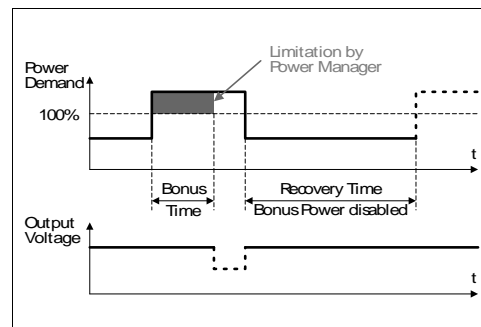 Limitation by
Power Manager
Power
Demand
100%
t
Bonus
Time
Recovery Time
Bonus Power disabled
Output
Voltage
t